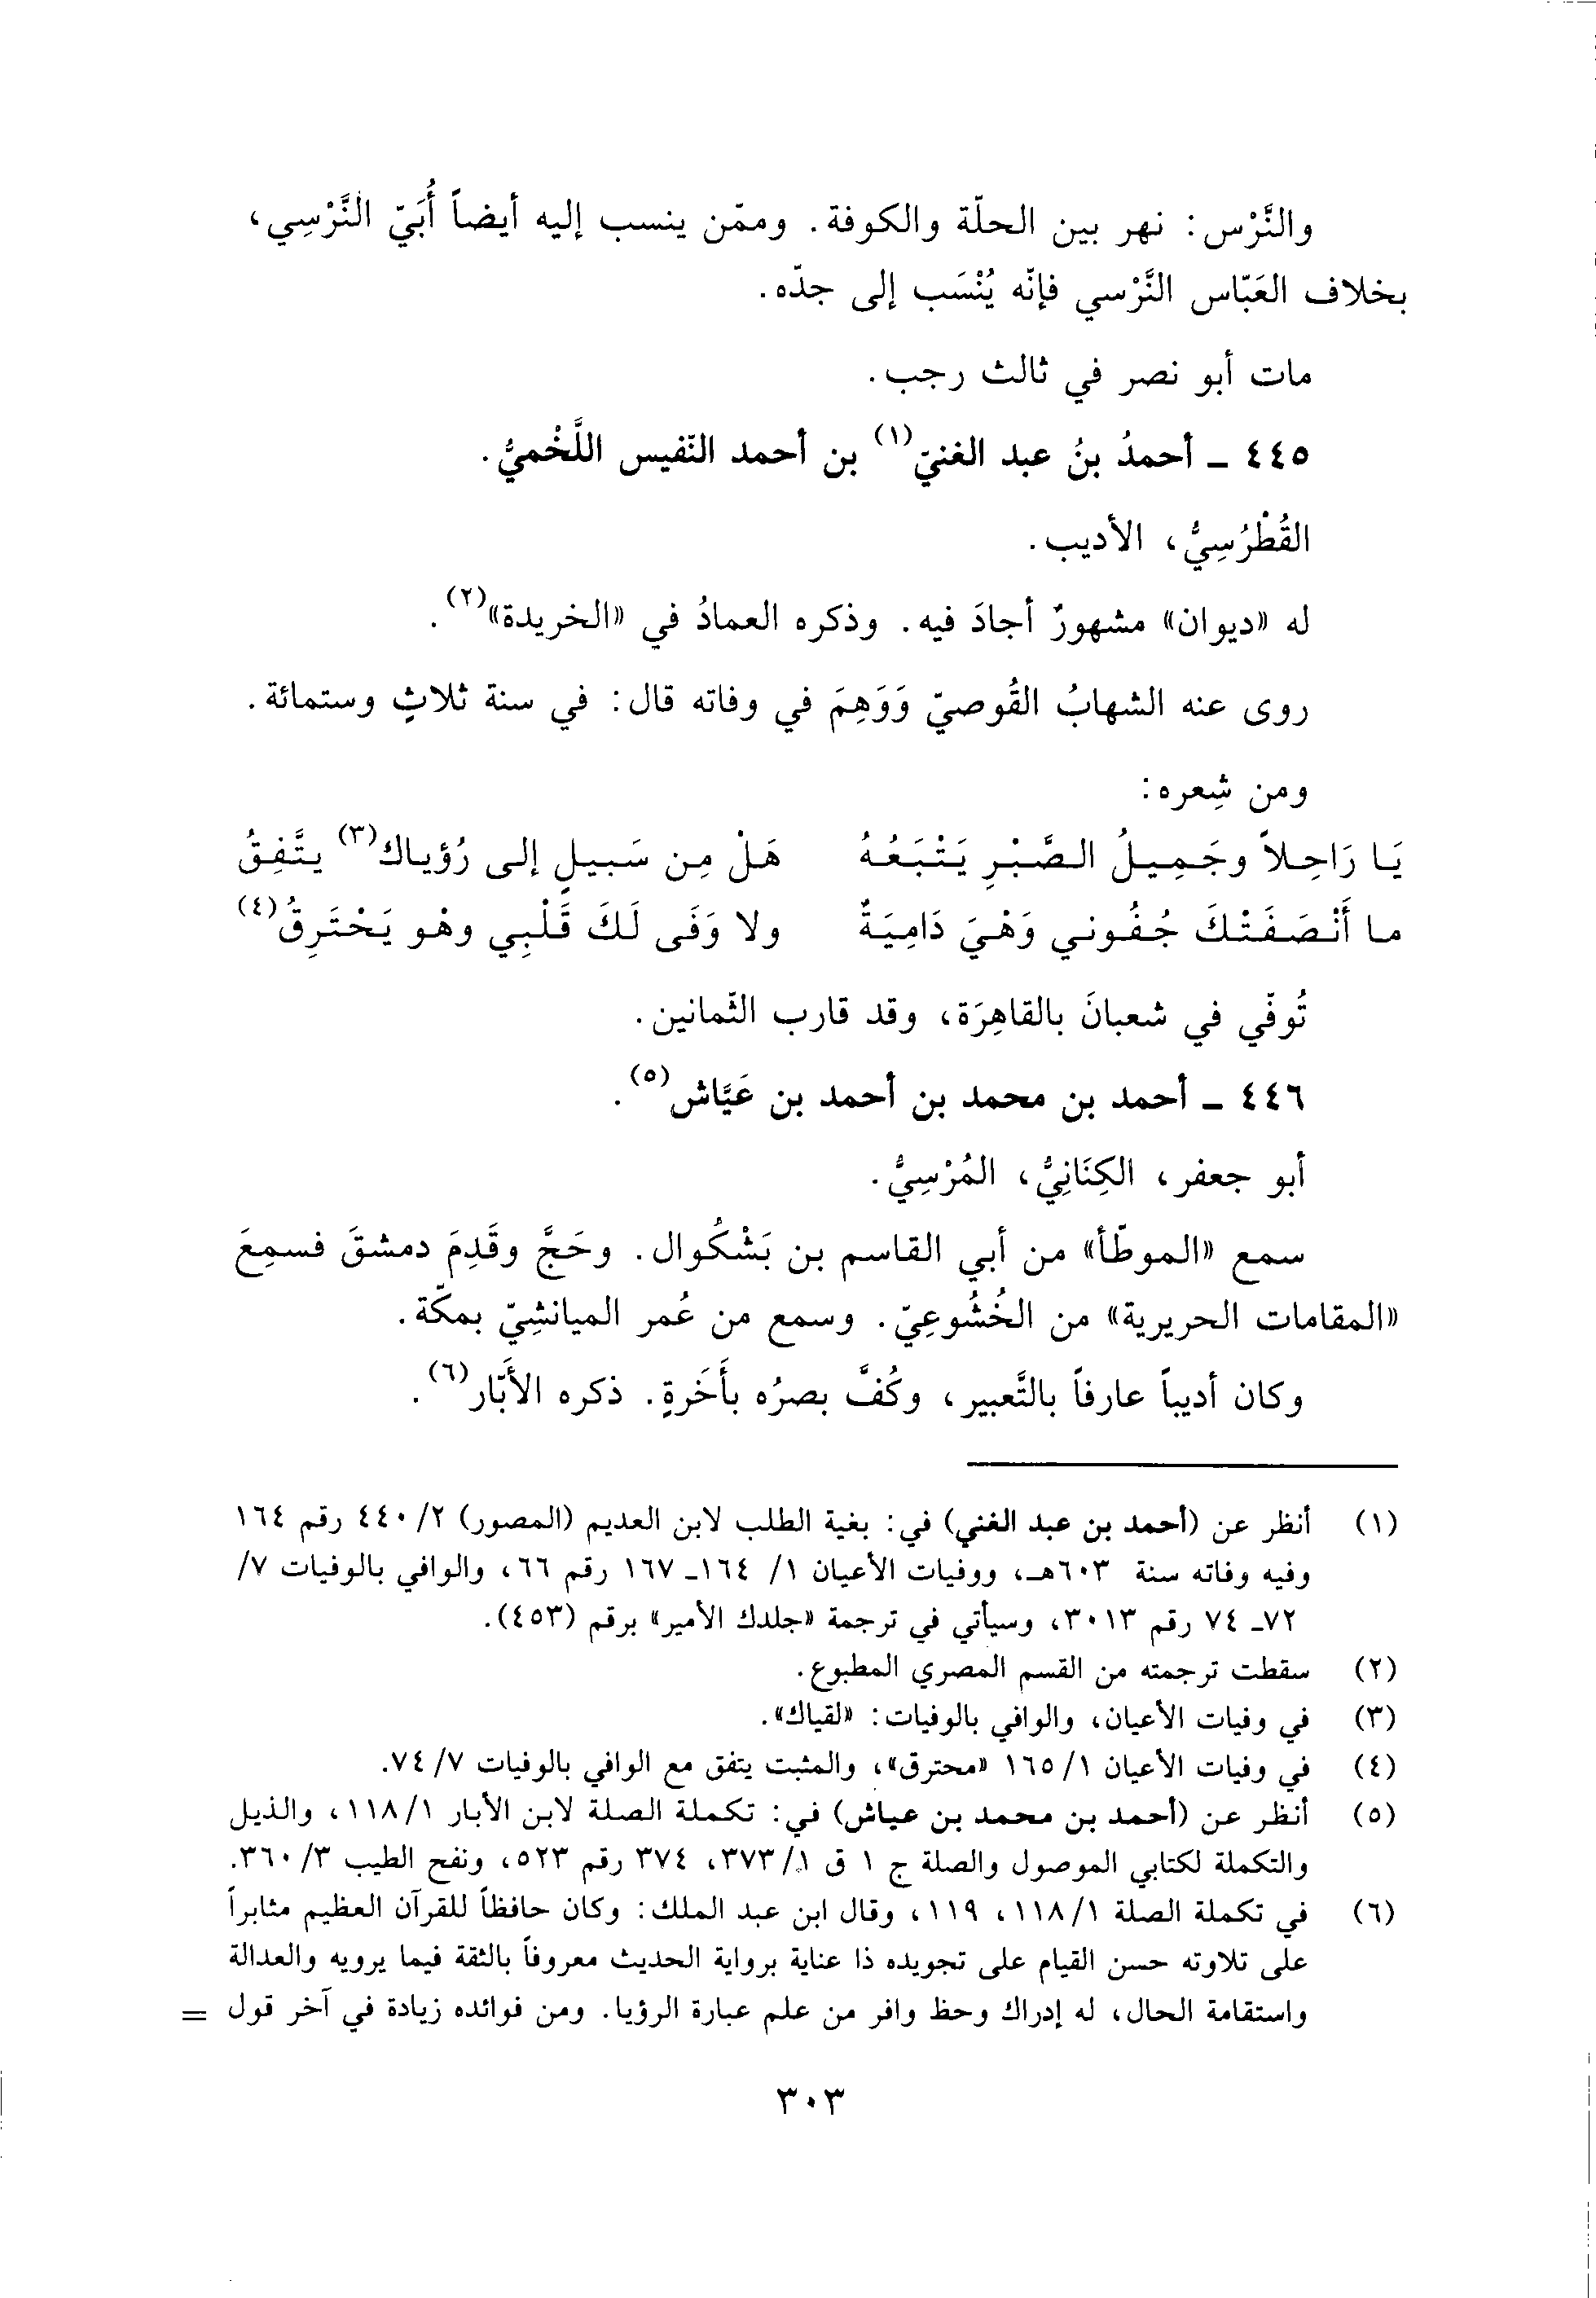 والنَّرْس: نهر بين الحلّة والكوفة. وممّن ينسب إليه أيضاً أُبَيّ النَّرْسِي،
بخلاف العَبّاس النَّرْسي فإنّه يُنْسَب إلى جدّه.
مات أبو نصر في ثالث رجب.
٤٤٥ ـ أحمدُ بنُ عبد الغنيّ(١) بن أحمد النّفيس اللَّخْميُّ.
القُطْرُسِيُّ، الأديب.
له «ديوان» مشهورٌ أجادَ فيه. وذكره العمادُ في «الخريدة»(٢).
روى عنه الشهابُ القُوصيّ وَوَهِمَ في وفاته قال: في سنة ثلاثٍ وستمائة.
ومن شِعره:
يَا رَاحِلاً وجَمِيلُ الصَّبْرِ يَتْبَعُهُ هَلْ مِن سَبيلٍ إلى رُؤياك(٣) يتَّفِقُ
ما أَنْصَفَتْكَ جُفُوني وَهْيَ دَامِيَةٌ ولا وَفَى لَكَ قَلْبِي وهْو يَحْتَرِقُ(٤)
تُوفّي في شعبانَ بالقاهِرَة، وقد قارب الثّمانين.
٤٤٦ ـ أحمد بن محمد بن أحمد بن عَيَّاش(٥).
أبو جعفر، الكِنَانِيُّ، المُرْسِيُّ.
سمع «الموطّأ» من أبي القاسم بن بَشْكُوال. وحَجَّ وقَدِمَ دمشقَ فسمِعَ
«المقامات الحريرية» من الخُشُوعِيّ. وسمع من عُمر الميانشِيّ بمكّة.
وكان أديباً عارفاً بالتَّعبير، وكُفَّ بصرُه بأَخَرةٍ. ذكره الأَبّار(٦).
(١) أنظر عن (أحمد بن عبد الغني) في: بغية الطلب لابن العديم (المصور) ٢/ ٤٤٠ رقم ١٦٤
وفيه وفاته سنة ٦٠٣هـ، ووفيات الأعيان ١/ ١٦٤ـ ١٦٧ رقم ٦٦، والوافي بالوفيات ٧/
٧٢ـ ٧٤ رقم ٣٠١٣، وسيأتي في ترجمة «جلدك الأمير» برقم (٤٥٣).
(٢) سقطت ترجمته من القسم المصري المطبوع.
(٣) في وفيات الأعيان، والوافي بالوفيات: «لقياك».
(٤) في وفيات الأعيان ١/ ١٦٥ «محترق»، والمثبت يتفق مع الوافي بالوفيات ٧/ ٧٤.
(٥) أنظر عن (أحمد بن محمد بن عياش) في: تكملة الصلة لابن الأبار ١/ ١١٨، والذيل
والتكملة لكتابي الموصول والصلة ج ١ ق ١/ ٣٧٣، ٣٧٤ رقم ٥٢٣، ونفح الطيب ٣/ ٣٦٠.
(٦) في تكملة الصلة ١/ ١١٨، ١١٩، وقال ابن عبد الملك: وكان حافظاً للقرآن العظيم مثابراً
على تلاوته حسن القيام على تجويده ذا عناية برواية الحديث معروفاً بالثقة فيما يرويه والعدالة
واستقامة الحال، له إدراك وحظ وافر من علم عبارة الرؤيا. ومن فوائده زيادة في آخر قول =
٣٠٣